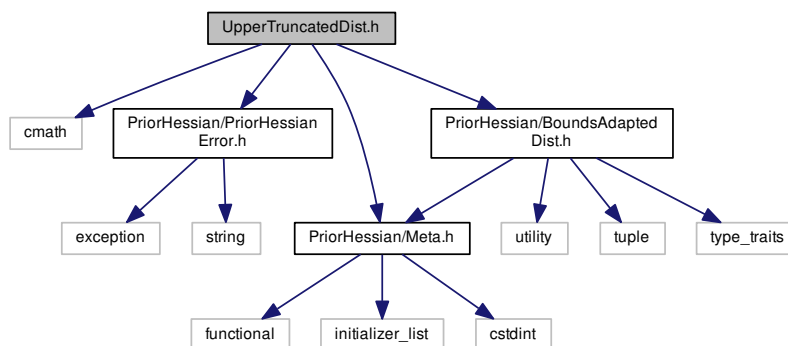 UpperTruncatedDist.h
cmath
PriorHessian/PriorHessian
Error.h
PriorHessian/BoundsAdapted
Dist.h
exception
string
PriorHessian/Meta.h
utility
tuple
type_traits
functional
initializer_list
cstdint